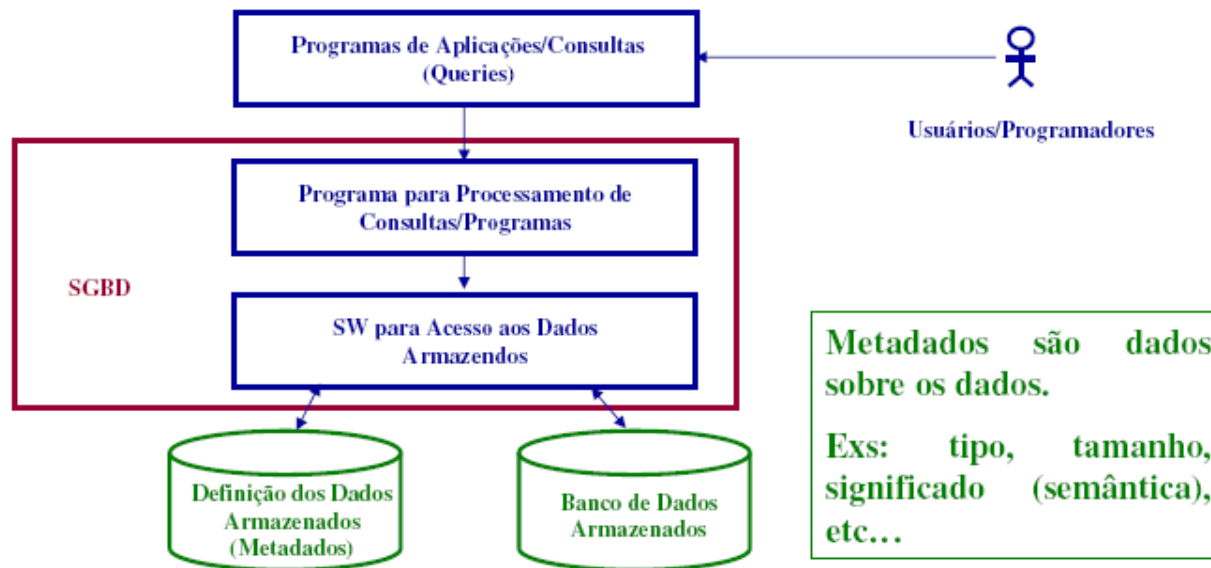 Programas de Aplicações/Consultas
(Queries)
Usuários/Programadores
Programa para Processamento de
Consultas/Programas
SGBD
SW para Acesso aos Dados
Armazendos
Definição dos Dados
Armazenados
(Metadados)
Banco de Dados
Armazenados
Metadados são dados
sobre os dados.
Exs: tipo, tamanho,
significado (semântica),
etc...